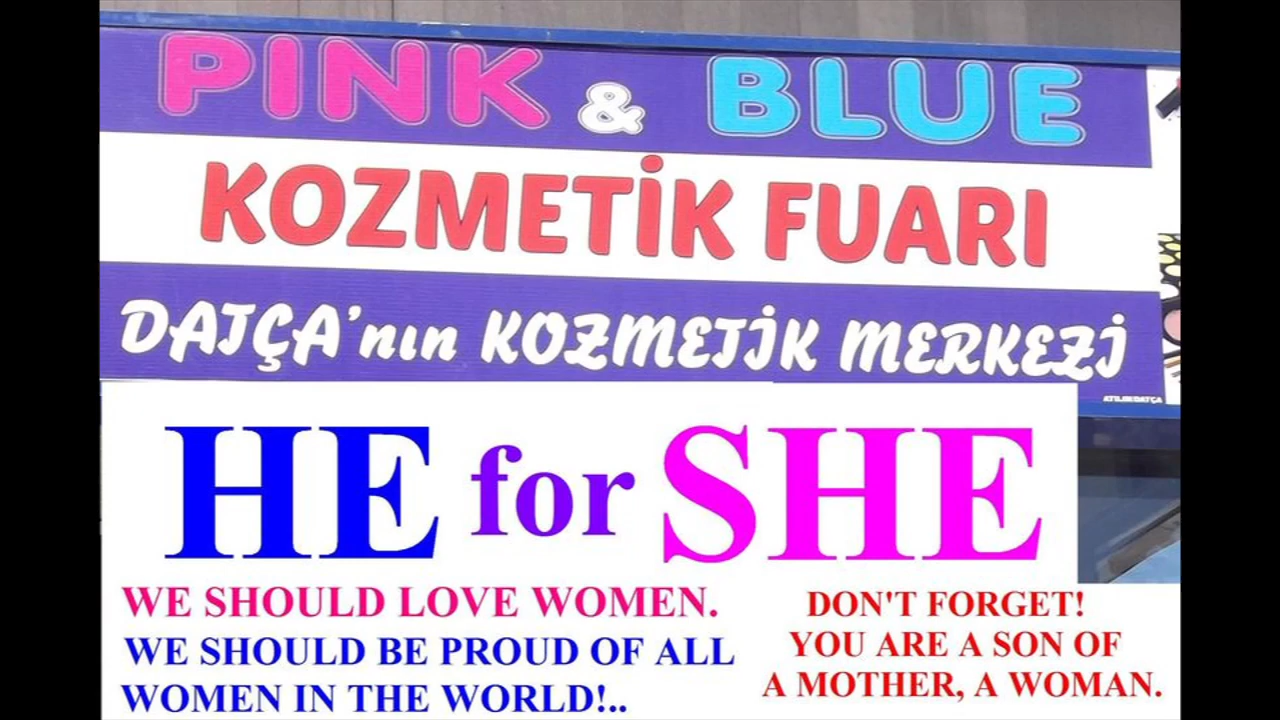 PINK & BLUE
KOZMETİK FUARI
DATÇA'nın KOZMETİK MERKEZİ
ATILIMDATÇA
HE for SHE
WE SHOULD LOVE WOMEN.
WE SHOULD BE PROUD OF ALL
WOMEN IN THE WORLD!..
DON'T FORGET!
YOU ARE A SON OF
A MOTHER, A WOMAN.